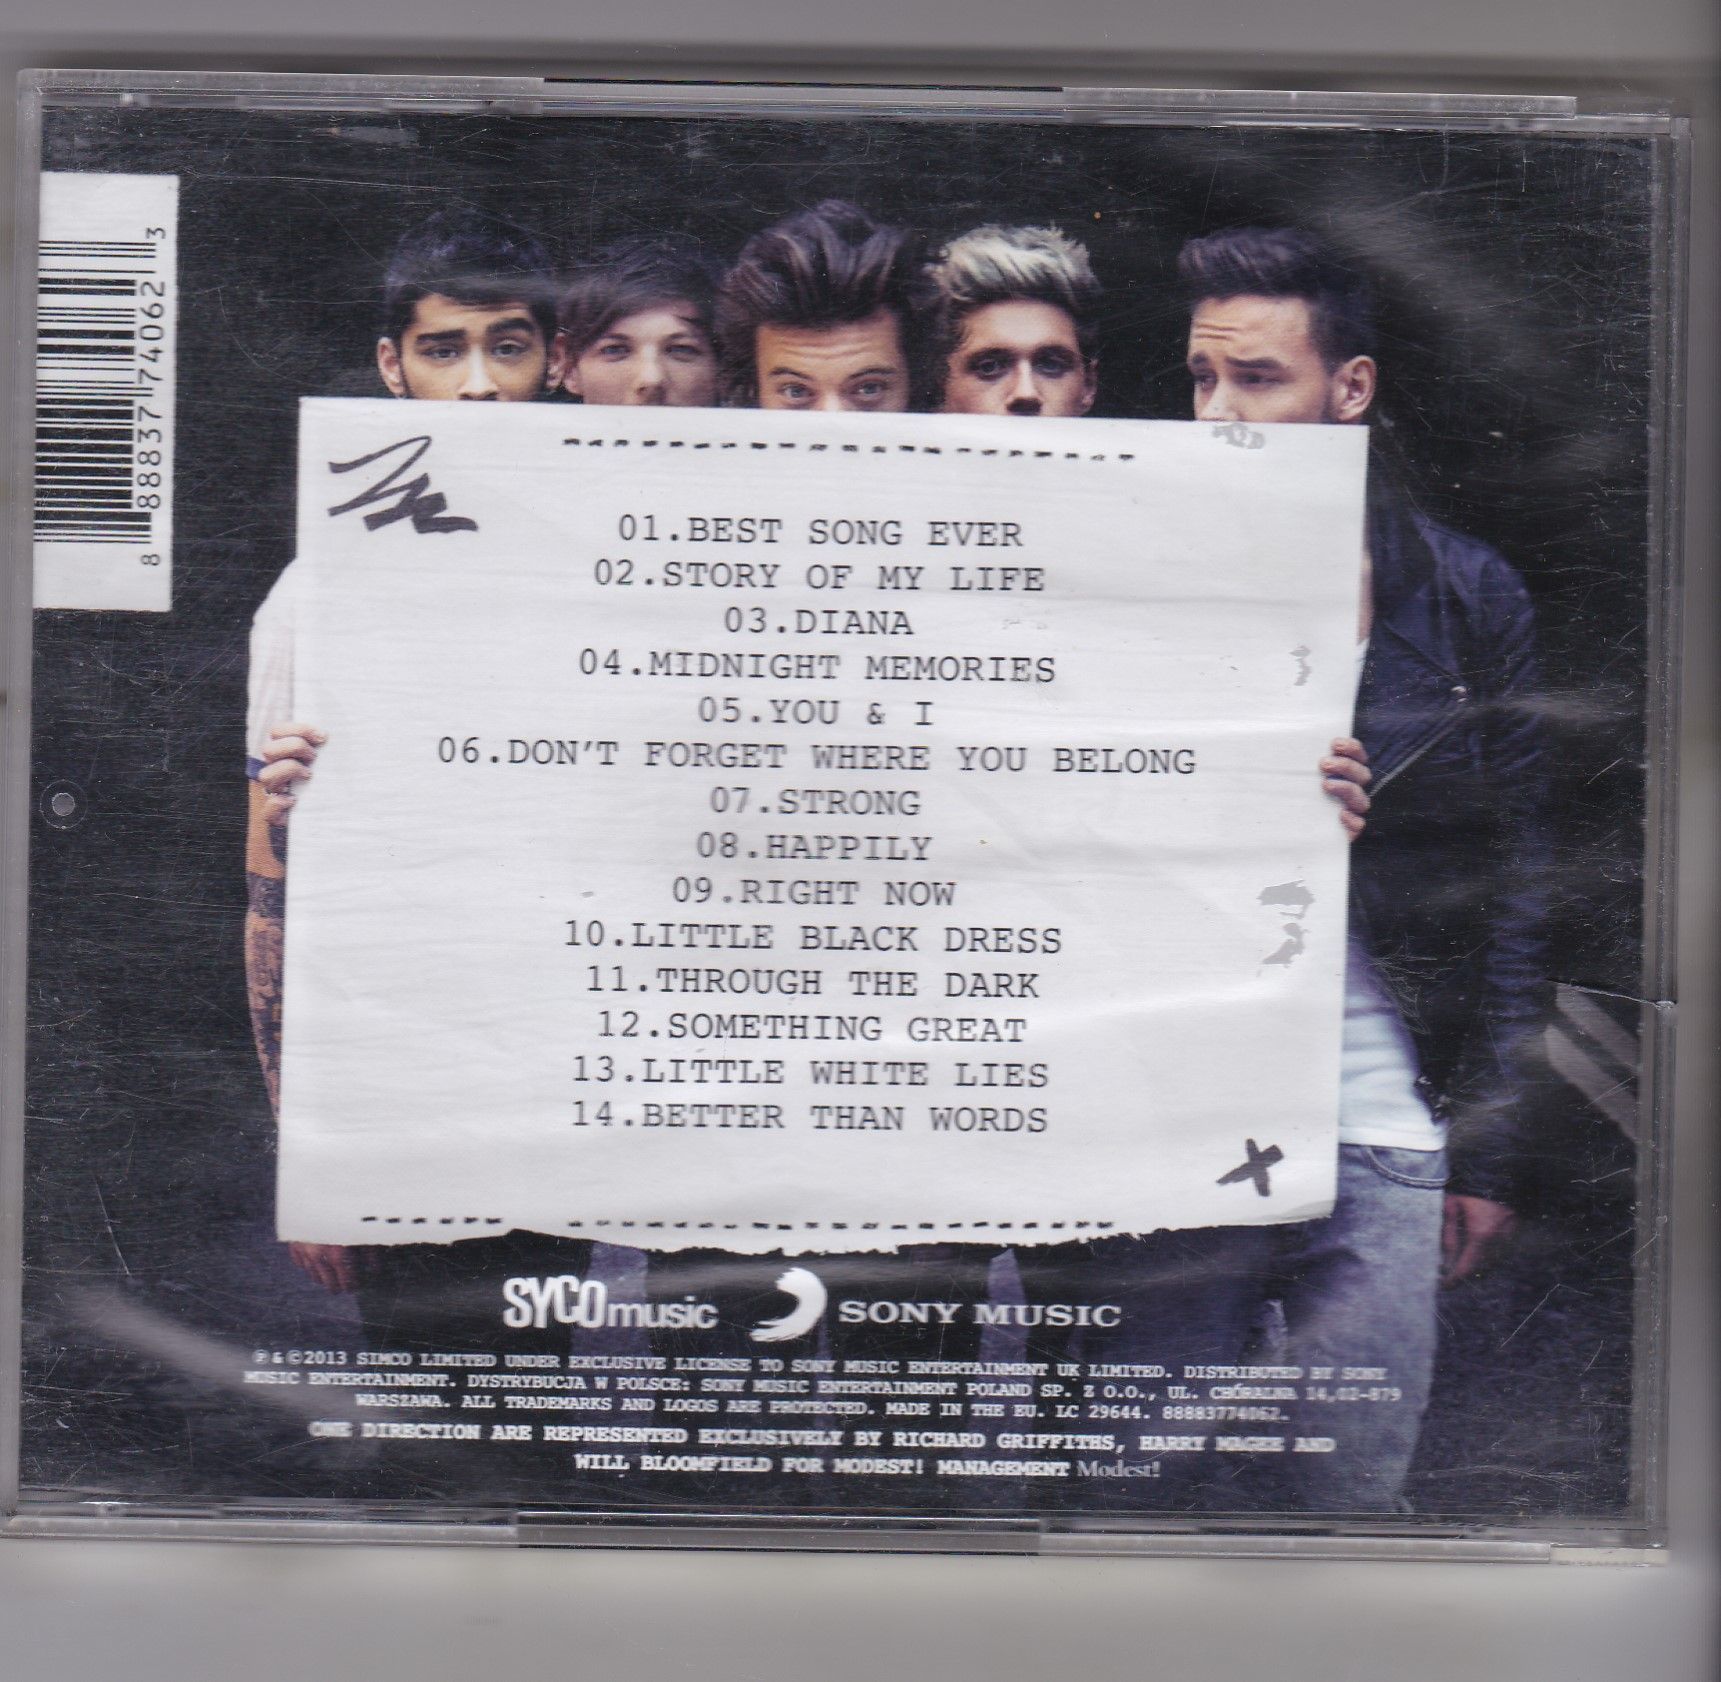 8 88837 74062 3
01.BEST SONG EVER
02.STORY OF MY LIFE
03.DIANA
04.MIDNIGHT MEMORIES
05.YOU & I
06.DON'T FORGET WHERE YOU BELONG
07.STRONG
08.HAPPILY
09.RIGHT NOW
10.LITTLE BLACK DRESS
11.THROUGH THE DARK
12.SOMETHING GREAT
13.LITTLE WHITE LIES
14.BETTER THAN WORDS
SYCOmusic SONY MUSIC
℗&©2013 SIMCO LIMITED UNDER EXCLUSIVE LICENSE TO SONY MUSIC ENTERTAINMENT UK LIMITED. DISTRIBUTED BY SONY
MUSIC ENTERTAINMENT. DYSTRYBUCJA W POLSCE: SONY MUSIC ENTERTAINMENT POLAND SP. Z O.O., UL. CHÓRALNA 14,02-879
WARSZAWA. ALL TRADEMARKS AND LOGOS ARE PROTECTED. MADE IN THE EU. LC 29644. 88883774062.
ONE DIRECTION ARE REPRESENTED EXCLUSIVELY BY RICHARD GRIFFITHS, HARRY MAGEE AND
WILL BLOOMFIELD FOR MODEST! MANAGEMENT Modest!